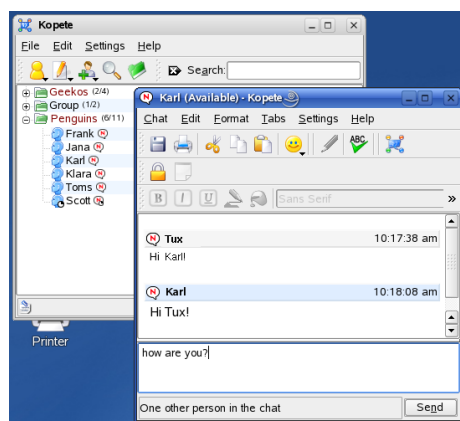 Kopete
File Edit Settings Help
Search:
Geekos (2/4)
Group (1/2)
Penguins (6/11)
Frank
Jana
Karl
Klara
Toms
Scott
Printer
Karl (Available) - Kopete
Chat Edit Format Tabs Settings Help
ABC
B I U Sans Serif »
N Tux 10:17:38 am
Hi Karl!
N Karl 10:18:08 am
Hi Tux!
how are you?
One other person in the chat Send